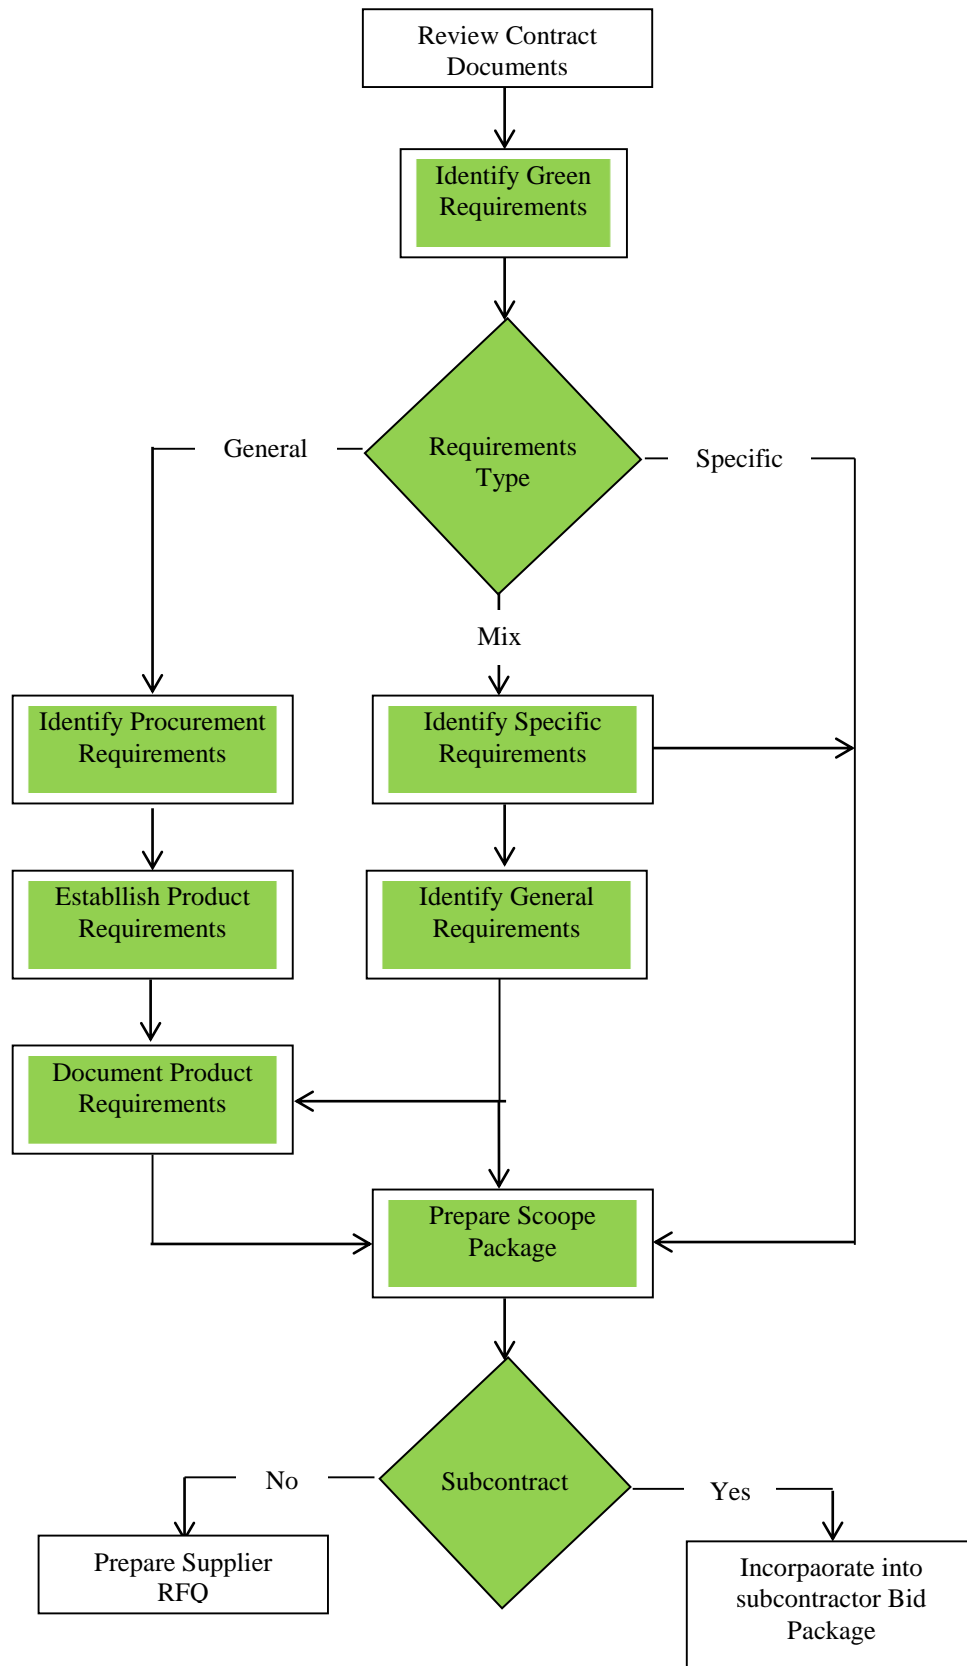 Review Contract
Documents
Identify Green
Requirements
General
Requirements
Type
Specific
Mix
Identify Procurement
Requirements
Identify Specific
Requirements
Establlish Product
Requirements
Identify General
Requirements
Document Product
Requirements
Prepare Scoope
Package
Subcontract
No
Yes
Prepare Supplier
RFQ
Incorpaorate into
subcontractor Bid
Package